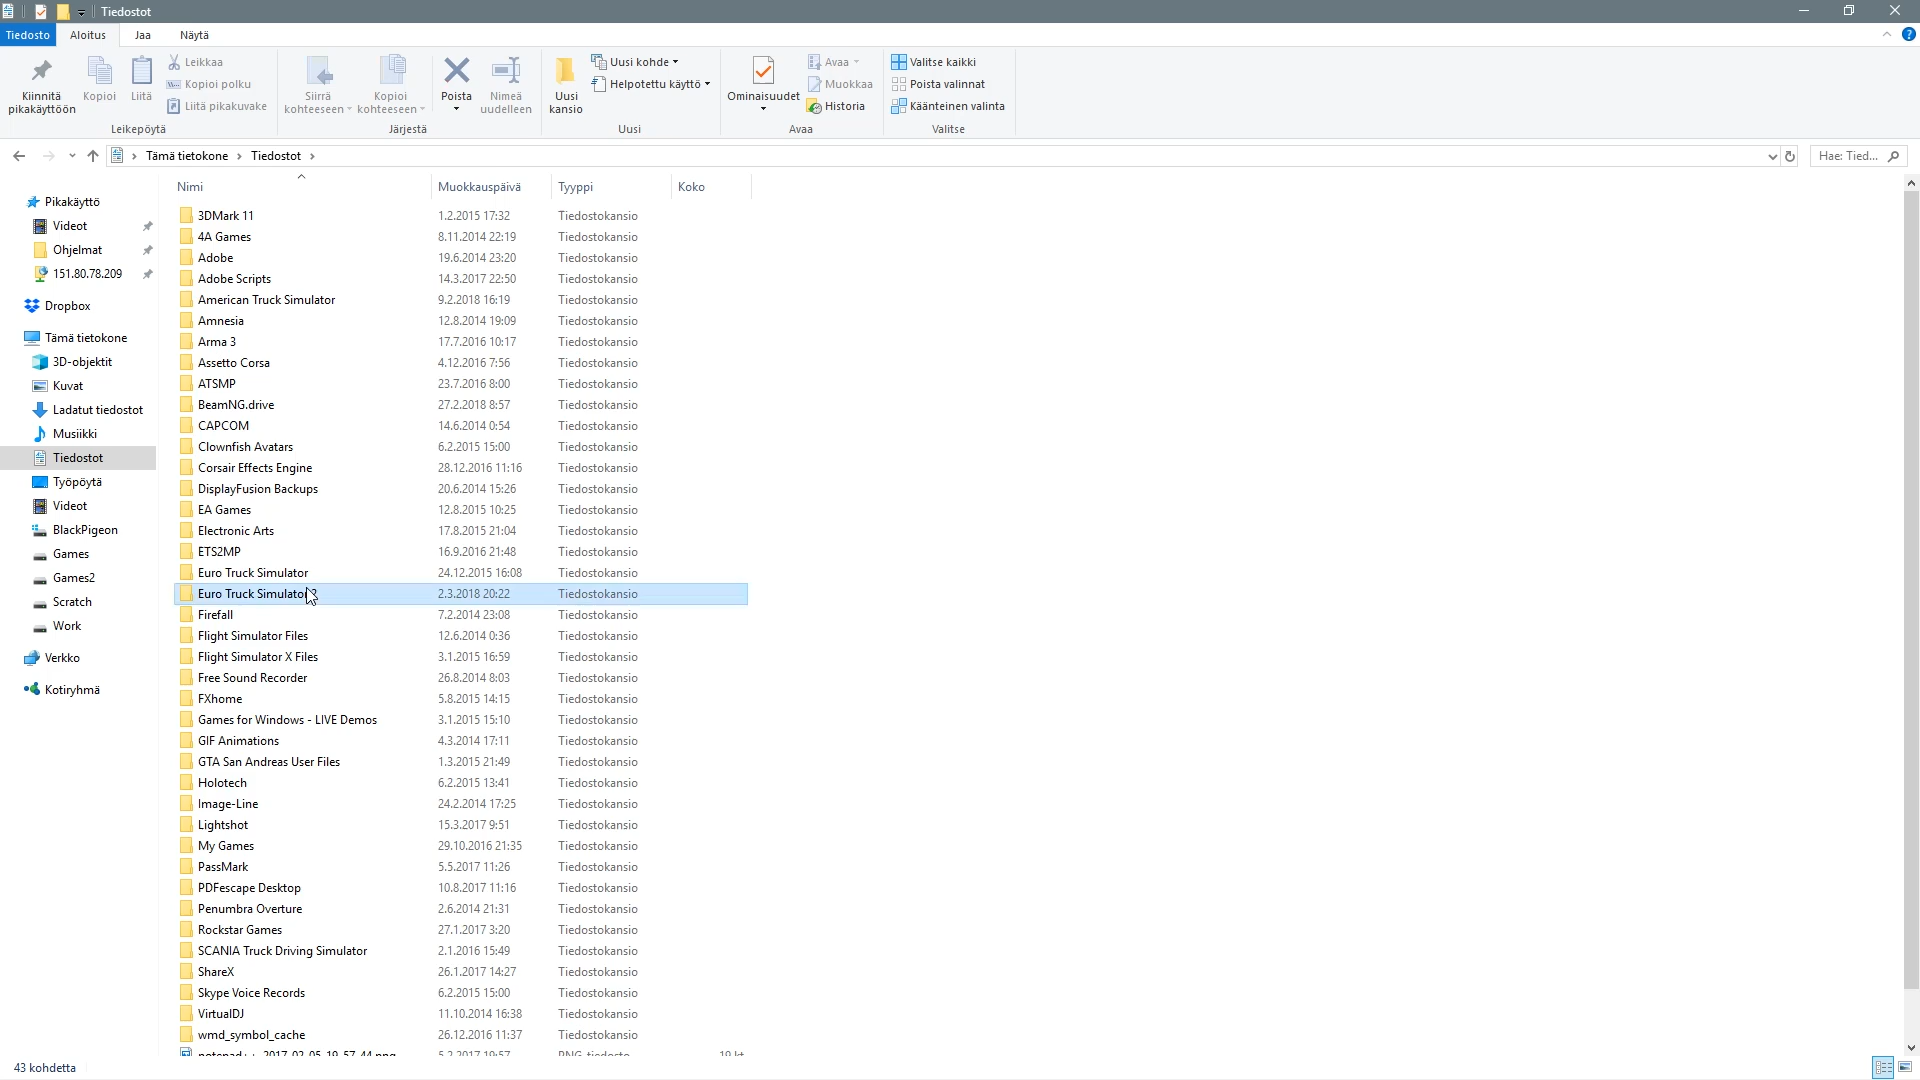 Tiedostot
Tiedosto Aloitus Jaa Näytä
Kiinnitä pikakäyttöön
Kopioi
Liitä
Leikkaa
Kopioi polku
Liitä pikakuvake
Leikepöytä
Siirrä kohteeseen
Kopioi kohteeseen
Poista
Nimeä uudelleen
Järjestä
Uusi kansio
Uusi kohde
Helpotettu käyttö
Uusi
Ominaisuudet
Avaa
Muokkaa
Historia
Avaa
Valitse kaikki
Poista valinnat
Käänteinen valinta
Valitse
Tämä tietokone > Tiedostot >
Hae: Tied...
Pikakäyttö
Videot
Ohjelmat
151.80.78.209
Dropbox
Tämä tietokone
3D-objektit
Kuvat
Ladatut tiedostot
Musiikki
Tiedostot
Työpöytä
Videot
BlackPigeon
Games
Games2
Scratch
Work
Verkko
Kotiryhmä
Nimi Muokkauspäivä Tyyppi Koko
3DMark 11 1.2.2015 17:32 Tiedostokansio
4A Games 8.11.2014 22:19 Tiedostokansio
Adobe 19.6.2014 23:20 Tiedostokansio
Adobe Scripts 14.3.2017 22:50 Tiedostokansio
American Truck Simulator 9.2.2018 16:19 Tiedostokansio
Amnesia 12.8.2014 19:09 Tiedostokansio
Arma 3 17.7.2016 10:17 Tiedostokansio
Assetto Corsa 4.12.2016 7:56 Tiedostokansio
ATSMP 23.7.2016 8:00 Tiedostokansio
BeamNG.drive 27.2.2018 8:57 Tiedostokansio
CAPCOM 14.6.2014 0:54 Tiedostokansio
Clownfish Avatars 6.2.2015 15:00 Tiedostokansio
Corsair Effects Engine 28.12.2016 11:16 Tiedostokansio
DisplayFusion Backups 20.6.2014 15:26 Tiedostokansio
EA Games 12.8.2015 10:25 Tiedostokansio
Electronic Arts 17.8.2015 21:04 Tiedostokansio
ETS2MP 16.9.2016 21:48 Tiedostokansio
Euro Truck Simulator 24.12.2015 16:08 Tiedostokansio
Euro Truck Simulator 2 2.3.2018 20:22 Tiedostokansio
Firefall 7.2.2014 23:08 Tiedostokansio
Flight Simulator Files 12.6.2014 0:36 Tiedostokansio
Flight Simulator X Files 3.1.2015 16:59 Tiedostokansio
Free Sound Recorder 26.8.2014 8:03 Tiedostokansio
FXhome 5.8.2015 14:15 Tiedostokansio
Games for Windows - LIVE Demos 3.1.2015 15:10 Tiedostokansio
GIF Animations 4.3.2014 17:11 Tiedostokansio
GTA San Andreas User Files 1.3.2015 21:49 Tiedostokansio
Holotech 6.2.2015 13:41 Tiedostokansio
Image-Line 24.2.2014 17:25 Tiedostokansio
Lightshot 15.3.2017 9:51 Tiedostokansio
My Games 29.10.2016 21:35 Tiedostokansio
PassMark 5.5.2017 11:26 Tiedostokansio
PDFescape Desktop 10.8.2017 11:16 Tiedostokansio
Penumbra Overture 2.6.2014 21:31 Tiedostokansio
Rockstar Games 27.1.2017 3:20 Tiedostokansio
SCANIA Truck Driving Simulator 2.1.2016 15:49 Tiedostokansio
ShareX 26.1.2017 14:27 Tiedostokansio
Skype Voice Records 6.2.2015 15:00 Tiedostokansio
VirtualDJ 11.10.2014 16:38 Tiedostokansio
wmd_symbol_cache 26.12.2016 11:37 Tiedostokansio
43 kohdetta